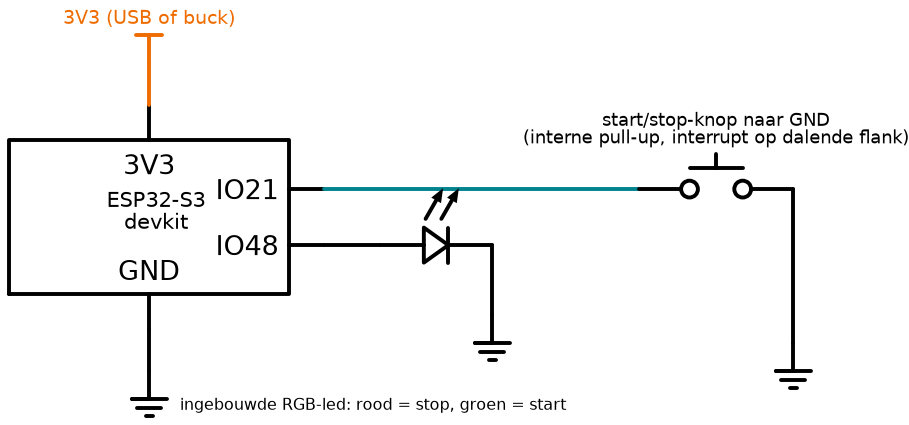 3V3 (USB of buck)
start/stop-knop naar GND
(interne pull-up, interrupt op dalende flank)
3V3
IO21
ESP32-S3
devkit
IO48
GND
ingebouwde RGB-led: rood = stop, groen = start